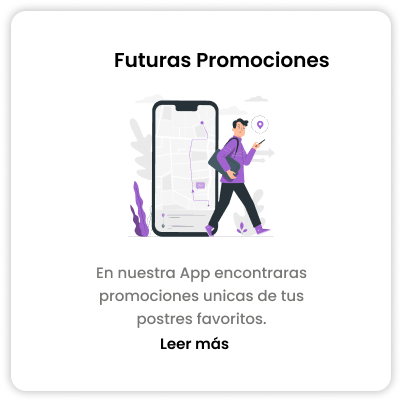 Futuras Promociones
En nuestra App encontraras
promociones unicas de tus
postres favoritos.
Leer más